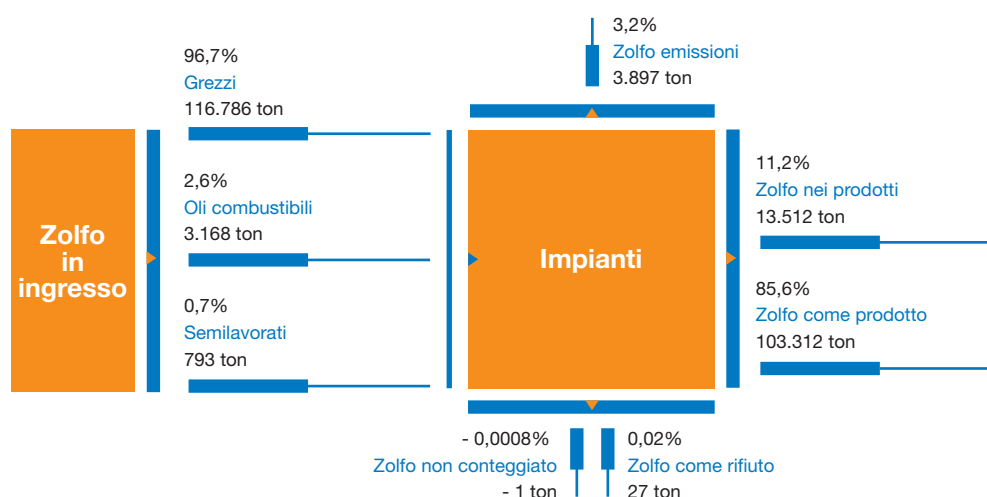 Zolfo
in
ingresso
96,7%
Grezzi
116.786 ton
2,6%
Oli combustibili
3.168 ton
0,7%
Semilavorati
793 ton
3,2%
Zolfo emissioni
3.897 ton
Impianti
11,2%
Zolfo nei prodotti
13.512 ton
85,6%
Zolfo come prodotto
103.312 ton
- 0,0008%
Zolfo non conteggiato
- 1 ton
0,02%
Zolfo come rifiuto
27 ton